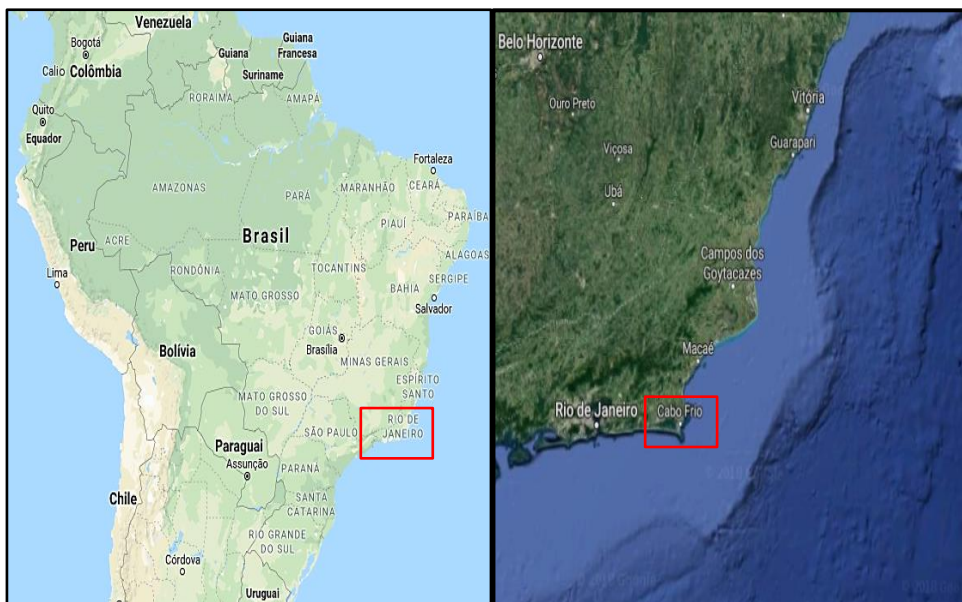 Venezuela
Bogotá
Calio
Colômbia
Guiana
Guiana
Francesa
Suriname
RORAIMA
AMAPÁ
Quito
Equador
Fortaleza
AMAZONAS
PARÁ
MARANHÃO
CEARÁ
PARAÍBA
PIAUÍ
ACRE
Peru
Brasil
ALAGOAS
RONDÔNIA
TOCANTINS
SERGIPE
Lima
MATO GROSSO
BAHIA
Salvador
GOIÁS
Brasília
Bolívia
MINAS GERAIS
ESPÍRITO
SANTO
MATO GROSSO
DO SUL
RIO DE
JANEIRO
SÃO PAULO
Paraguai
Assunção
PARANÁ
Chile
SANTA
CATARINA
RIO GRANDE
DO SUL
Córdova
Uruguai
Belo Horizonte
Ouro Preto
Vitória
Viçosa
Guarapari
Ubá
Campos dos
Goytacazes
Macaé
Rio de Janeiro
Cabo Frio